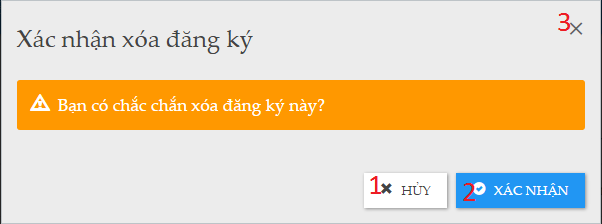 3
Xác nhận xóa đăng ký
Bạn có chắc chắn xóa đăng ký này?
1 HỦY 2 XÁC NHẬN